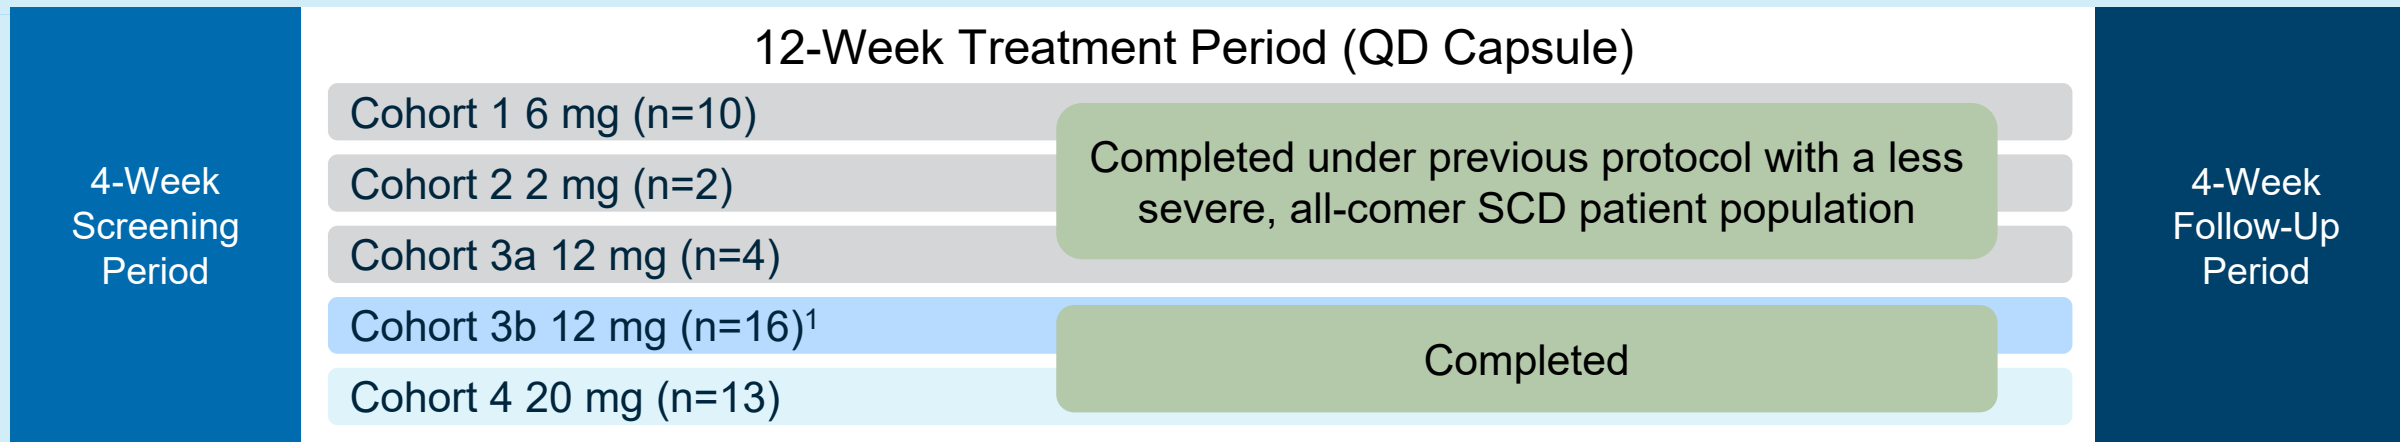 4-Week
Screening
Period
12-Week Treatment Period (QD Capsule)
Cohort 1 6 mg (n=10)
Cohort 2 2 mg (n=2)
Cohort 3a 12 mg (n=4)
Completed under previous protocol with a less
severe, all-comer SCD patient population
Cohort 3b 12 mg (n=16)¹
Cohort 4 20 mg (n=13)
Completed
4-Week
Follow-Up
Period